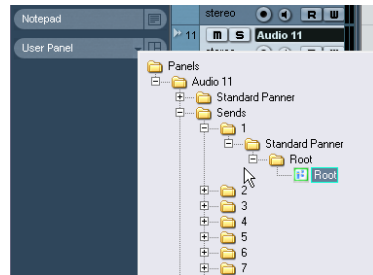 Notepad
stereo R W
11 m S Audio 11
User Panel
Panels
Audio 11
Standard Panner
Sends
1
Standard Panner
Root
Root
2
3
4
5
6
7